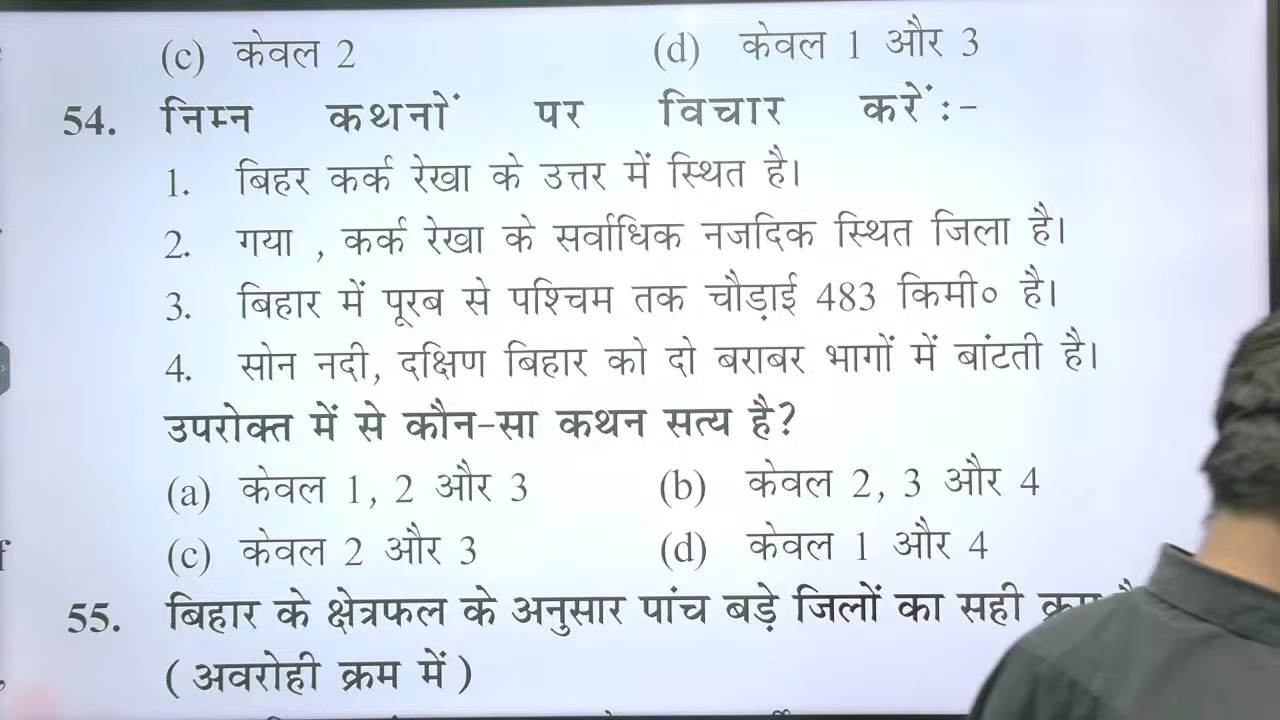 (c) केवल 2 (d) केवल 1 और 3
54. निम्न कथनों पर विचार करें:-
1. बिहर कर्क रेखा के उत्तर में स्थित है।
2. गया , कर्क रेखा के सर्वाधिक नजदिक स्थित जिला है।
3. बिहार में पूरब से पश्चिम तक चौड़ाई 483 किमी० है।
4. सोन नदी, दक्षिण बिहार को दो बराबर भागों में बांटती है।
उपरोक्त में से कौन-सा कथन सत्य है?
(a) केवल 1, 2 और 3 (b) केवल 2, 3 और 4
(c) केवल 2 और 3 (d) केवल 1 और 4
55. बिहार के क्षेत्रफल के अनुसार पांच बड़े जिलों का सही
(अवरोही क्रम में)